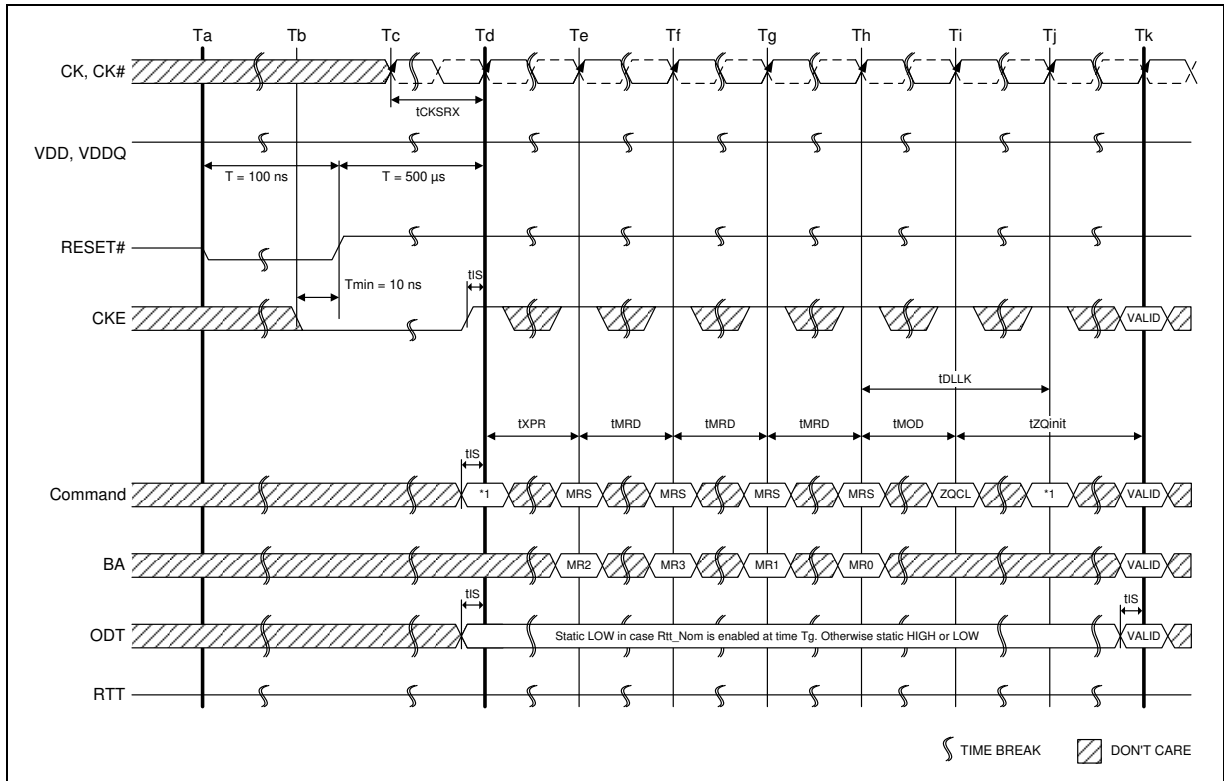 Ta Tb Tc Td Te Tf Tg Th Ti Tj Tk
CK, CK#
tCKSRX
VDD, VDDQ
T = 100 ns T = 500 µs
RESET#
tIS
Tmin = 10 ns
CKE VALID
tDLLK
tXPR tMRD tMRD tMRD tMOD tZQinit
tIS
Command *1 MRS MRS MRS MRS ZQCL *1 VALID
BA MR2 MR3 MR1 MR0 VALID
tIS tIS
ODT Static LOW in case Rtt_Nom is enabled at time Tg. Otherwise static HIGH or LOW VALID
RTT
TIME BREAK DON'T CARE